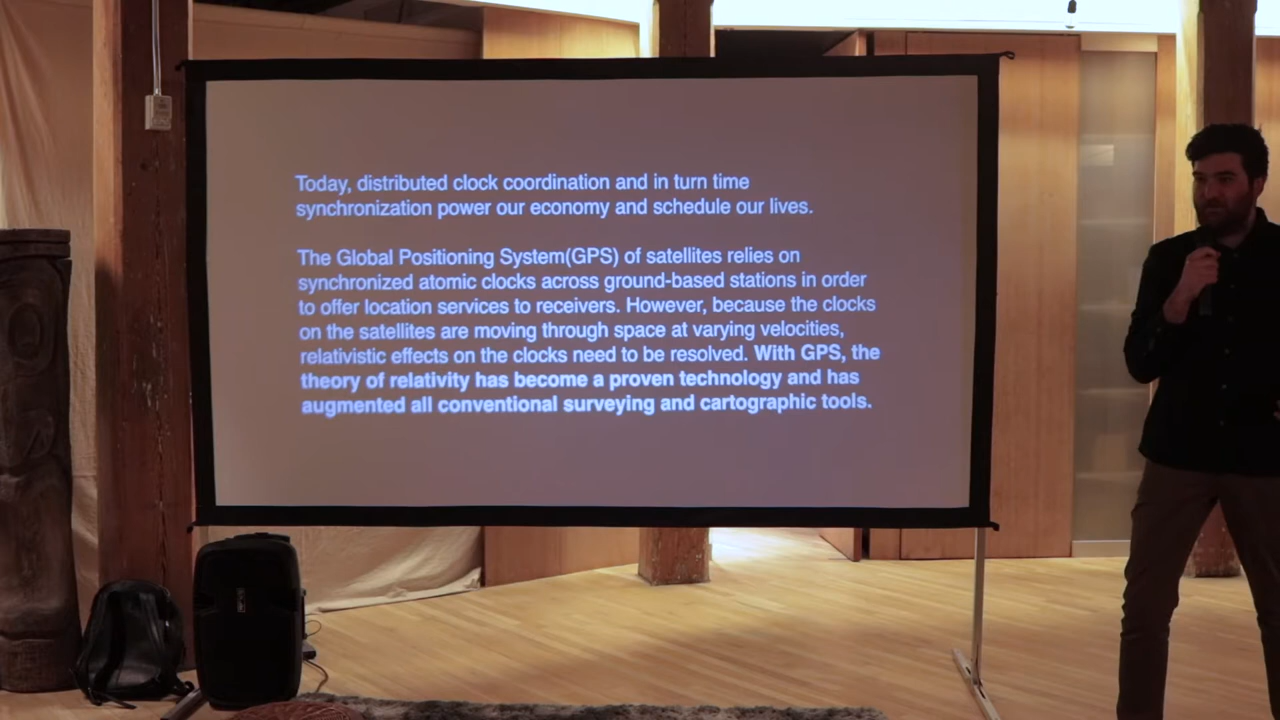 Today, distributed clock coordination and in turn time
synchronization power our economy and schedule our lives.
The Global Positioning System(GPS) of satellites relies on
synchronized atomic clocks across ground-based stations in order
to offer location services to receivers. However, because the clocks
on the satellites are moving through space at varying velocities,
relativistic effects on the clocks need to be resolved. With GPS, the
theory of relativity has become a proven technology and has
augmented all conventional surveying and cartographic tools.